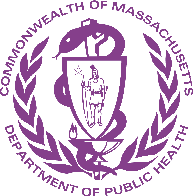 COMMONWEALTH OF MASSACHUSETTS
DEPARTMENT OF PUBLIC HEALTH